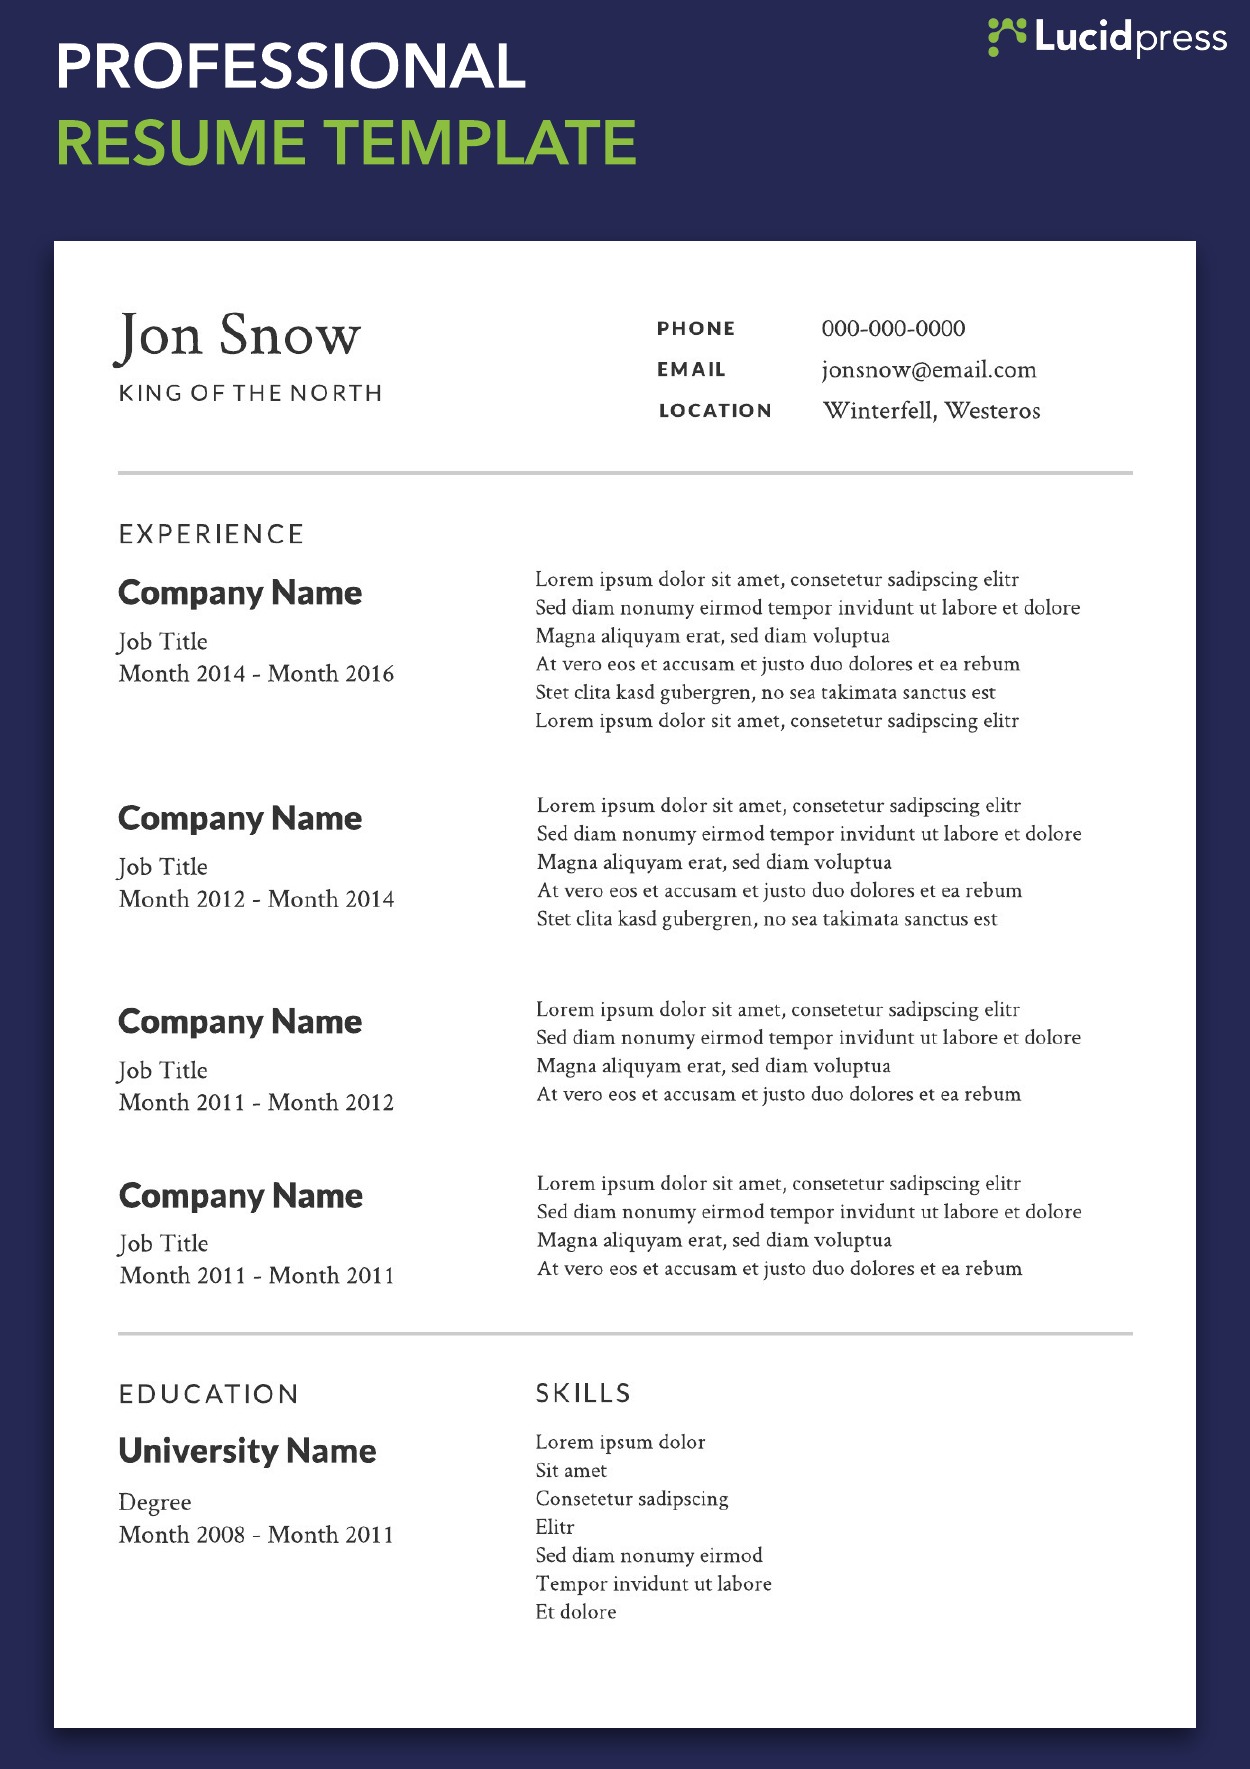 PROFESSIONAL
RESUME TEMPLATE
Lucidpress
Jon Snow
KING OF THE NORTH
PHONE 000-000-0000
EMAIL jonsnow@email.com
LOCATION Winterfell, Westeros
EXPERIENCE
Company Name
Job Title
Month 2014 - Month 2016
Lorem ipsum dolor sit amet, consetetur sadipscing elitr
Sed diam nonumy eirmod tempor invidunt ut labore et dolore
Magna aliquyam erat, sed diam voluptua
At vero eos et accusam et justo duo dolores et ea rebum
Stet clita kasd gubergren, no sea takimata sanctus est
Lorem ipsum dolor sit amet, consetetur sadipscing elitr
Company Name
Job Title
Month 2012 - Month 2014
Lorem ipsum dolor sit amet, consetetur sadipscing elitr
Sed diam nonumy eirmod tempor invidunt ut labore et dolore
Magna aliquyam erat, sed diam voluptua
At vero eos et accusam et justo duo dolores et ea rebum
Stet clita kasd gubergren, no sea takimata sanctus est
Company Name
Job Title
Month 2011 - Month 2012
Lorem ipsum dolor sit amet, consetetur sadipscing elitr
Sed diam nonumy eirmod tempor invidunt ut labore et dolore
Magna aliquyam erat, sed diam voluptua
At vero eos et accusam et justo duo dolores et ea rebum
Company Name
Job Title
Month 2011 - Month 2011
Lorem ipsum dolor sit amet, consetetur sadipscing elitr
Sed diam nonumy eirmod tempor invidunt ut labore et dolore
Magna aliquyam erat, sed diam voluptua
At vero eos et accusam et justo duo dolores et ea rebum
EDUCATION
University Name
Degree
Month 2008 - Month 2011
SKILLS
Lorem ipsum dolor
Sit amet
Consetetur sadipscing
Elitr
Sed diam nonumy eirmod
Tempor invidunt ut labore
Et dolore